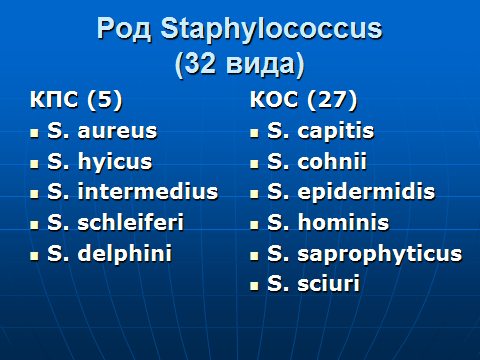 Род Staphylococcus
(32 вида)
КПС (5)
S. aureus
S. hyicus
S. intermedius
S. schleiferi
S. delphini
КОС (27)
S. capitis
S. cohnii
S. epidermidis
S. hominis
S. saprophyticus
S. sciuri